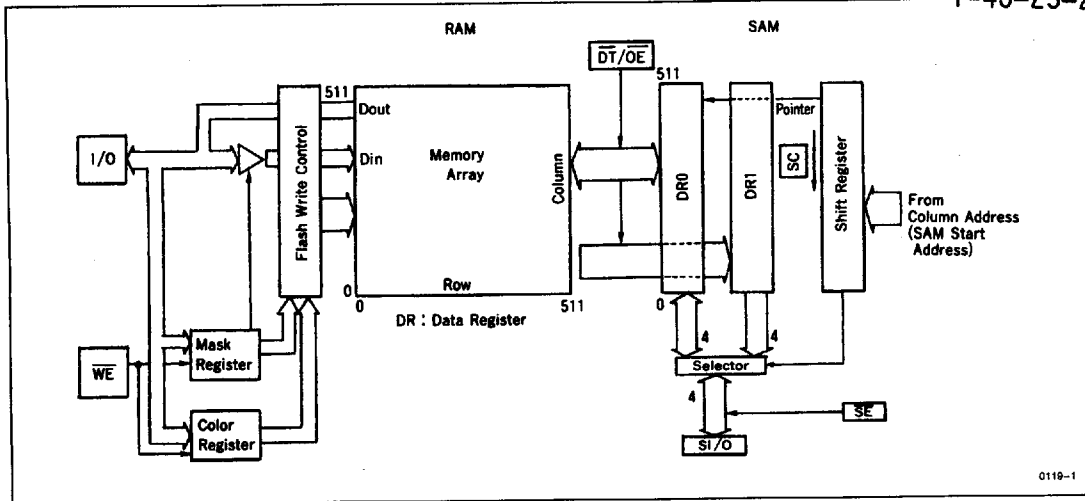 RAM
SAM
DT/OE
511
511
Dout
Pointer
I/O
Din
Memory
Array
Flash Write Control
Column
DR0
DR1
SC
Shift Register
From
Column Address
(SAM Start
Address)
0
Row
0
511
0
DR : Data Register
4
4
Mask
Register
Selector
WE
4
SE
Color
Register
SI/O
0119-1